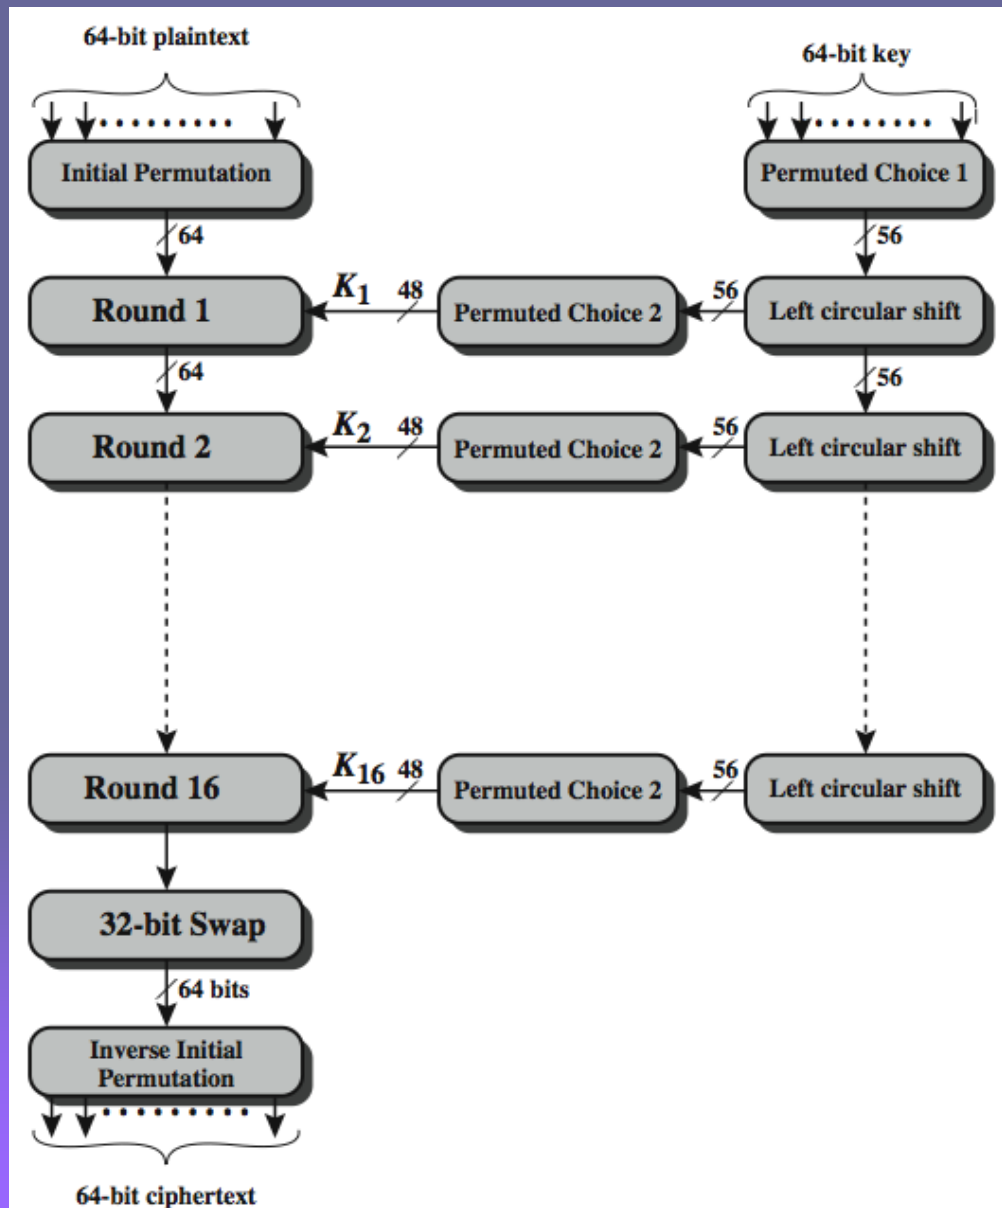 64-bit plaintext
64-bit key
Initial Permutation
Permuted Choice 1
64
56
Round 1
K1
48
Permuted Choice 2
56
Left circular shift
64
56
Round 2
K2
48
Permuted Choice 2
56
Left circular shift
Round 16
K16
48
Permuted Choice 2
56
Left circular shift
32-bit Swap
64 bits
Inverse Initial
Permutation
64-bit ciphertext